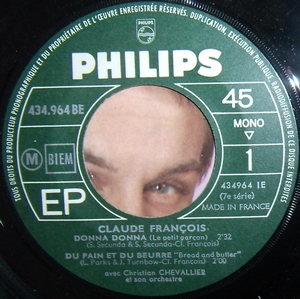 TOUS DROITS DU PRODUCTEUR PHONOGRAPHIQUE ET DU PROPRIÉTAIRE DE L'ŒUVRE ENREGISTRÉE RÉSERVÉS. DUPLICATION, EXÉCUTION PUBLIQUE ET RADIODIFFUSION DE
PHILIPS
PHILIPS
434.964 BE
45
MONO
M
BIEM
1
434964 1E
(7e série)
EP
MADE IN FRANCE
CLAUDE FRANÇOIS
DONNA DONNA (Le petit garçon) 2'32
(S. Secunda & S. Secunda-Cl. François)
DU PAIN ET DU BEURRE "Bread and butter"
(L. Parks & J. Turnbow-Cl. François) 2'00
avec Christian CHEVALLIER
et son orchestre